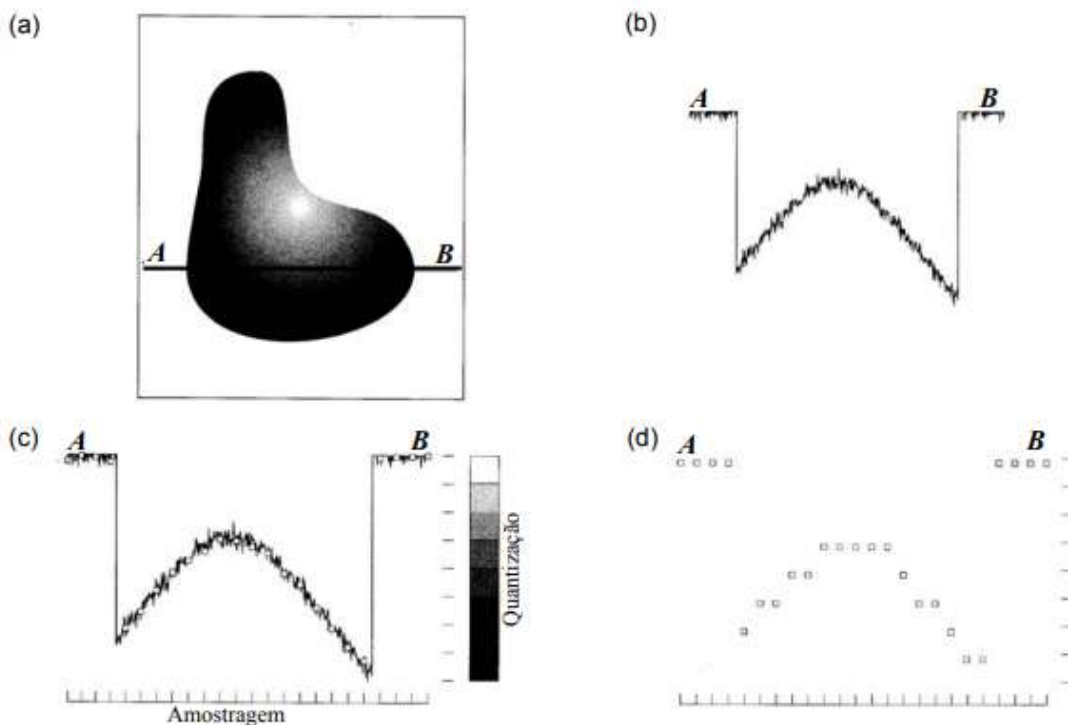 (a)
(b)
A B
A B
(c)
A B
Quantização
Amostragem
(d)
A B